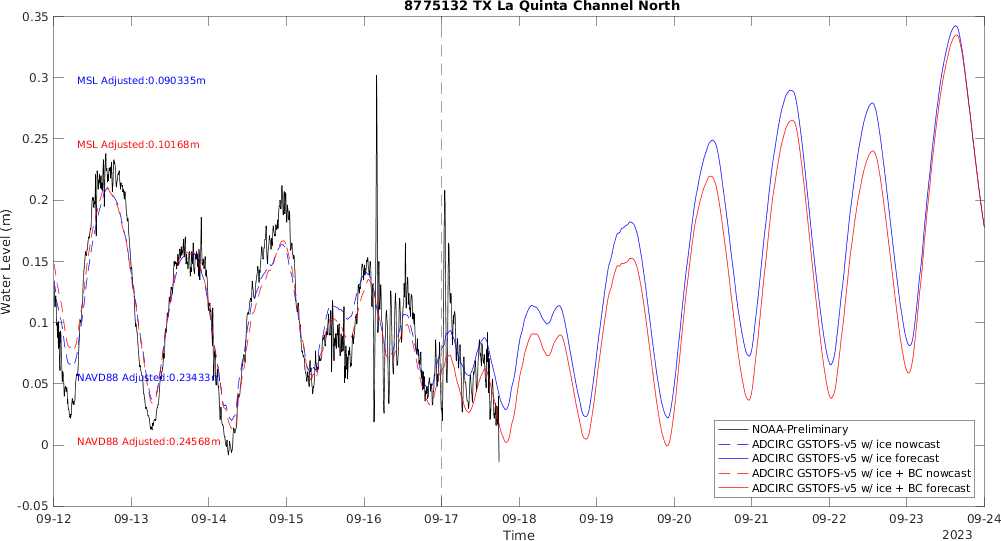 8775132 TX La Quinta Channel North
0.35
0.3
0.25
0.2
0.15
0.1
0.05
0
-0.05
Water Level (m)
MSL Adjusted:0.090335m
MSL Adjusted:0.10168m
NAVD88 Adjusted:0.23433m
NAVD88 Adjusted:0.24568m
NOAA-Preliminary
ADCIRC GSTOFS-v5 w/ ice nowcast
ADCIRC GSTOFS-v5 w/ ice forecast
ADCIRC GSTOFS-v5 w/ ice + BC nowcast
ADCIRC GSTOFS-v5 w/ ice + BC forecast
09-12 09-13 09-14 09-15 09-16 09-17 09-18 09-19 09-20 09-21 09-22 09-23 09-24
Time
2023